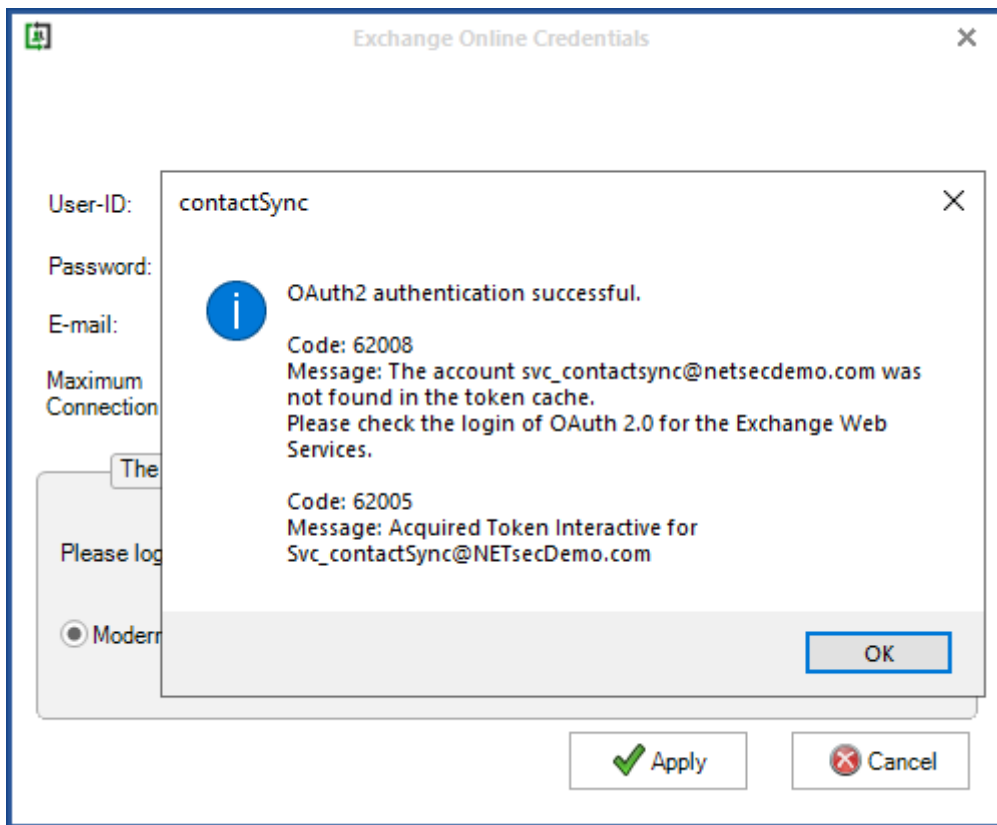 Exchange Online Credentials
User-ID:
contactSync
Password:
OAuth2 authentication successful.
E-mail:
Code: 62008
Message: The account svc_contactsync@netsecdemo.com was
not found in the token cache.
Please check the login of OAuth 2.0 for the Exchange Web
Services.
Maximum
Connection
The
Code: 62005
Message: Acquired Token Interactive for
Svc_contactSync@NETsecDemo.com
Please log
Modern
OK
Apply
Cancel